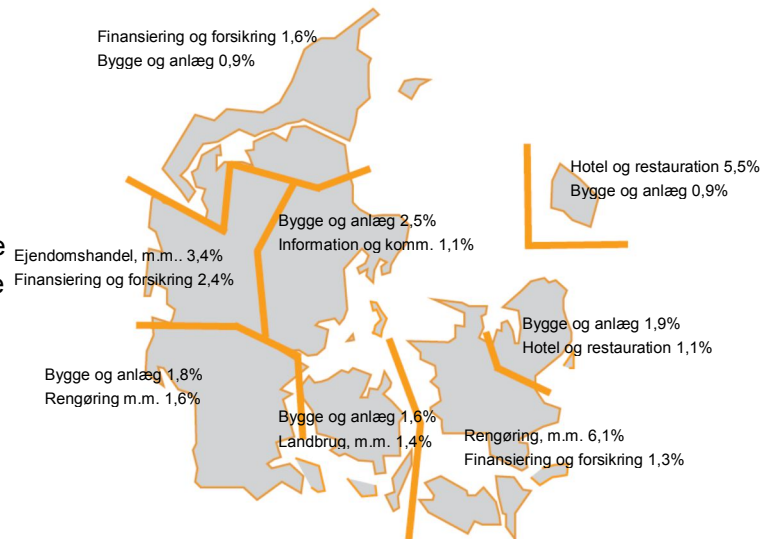 Finansiering og forsikring 1,6%
Bygge og anlæg 0,9%
Hotel og restauration 5,5%
Bygge og anlæg 0,9%
Bygge og anlæg 2,5%
Information og komm. 1,1%
e
e
Ejendomshandel, m.m.. 3,4%
Finansiering og forsikring 2,4%
Bygge og anlæg 1,9%
Hotel og restauration 1,1%
Bygge og anlæg 1,8%
Rengøring m.m. 1,6%
Bygge og anlæg 1,6%
Landbrug, m.m. 1,4%
Rengøring, m.m. 6,1%
Finansiering og forsikring 1,3%